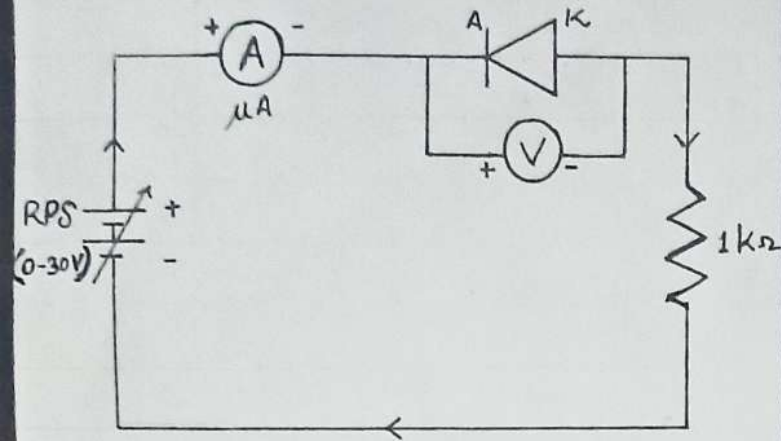 + A -
μA
A K
+ V -
RPS + 
(0-30V) -
1kΩ